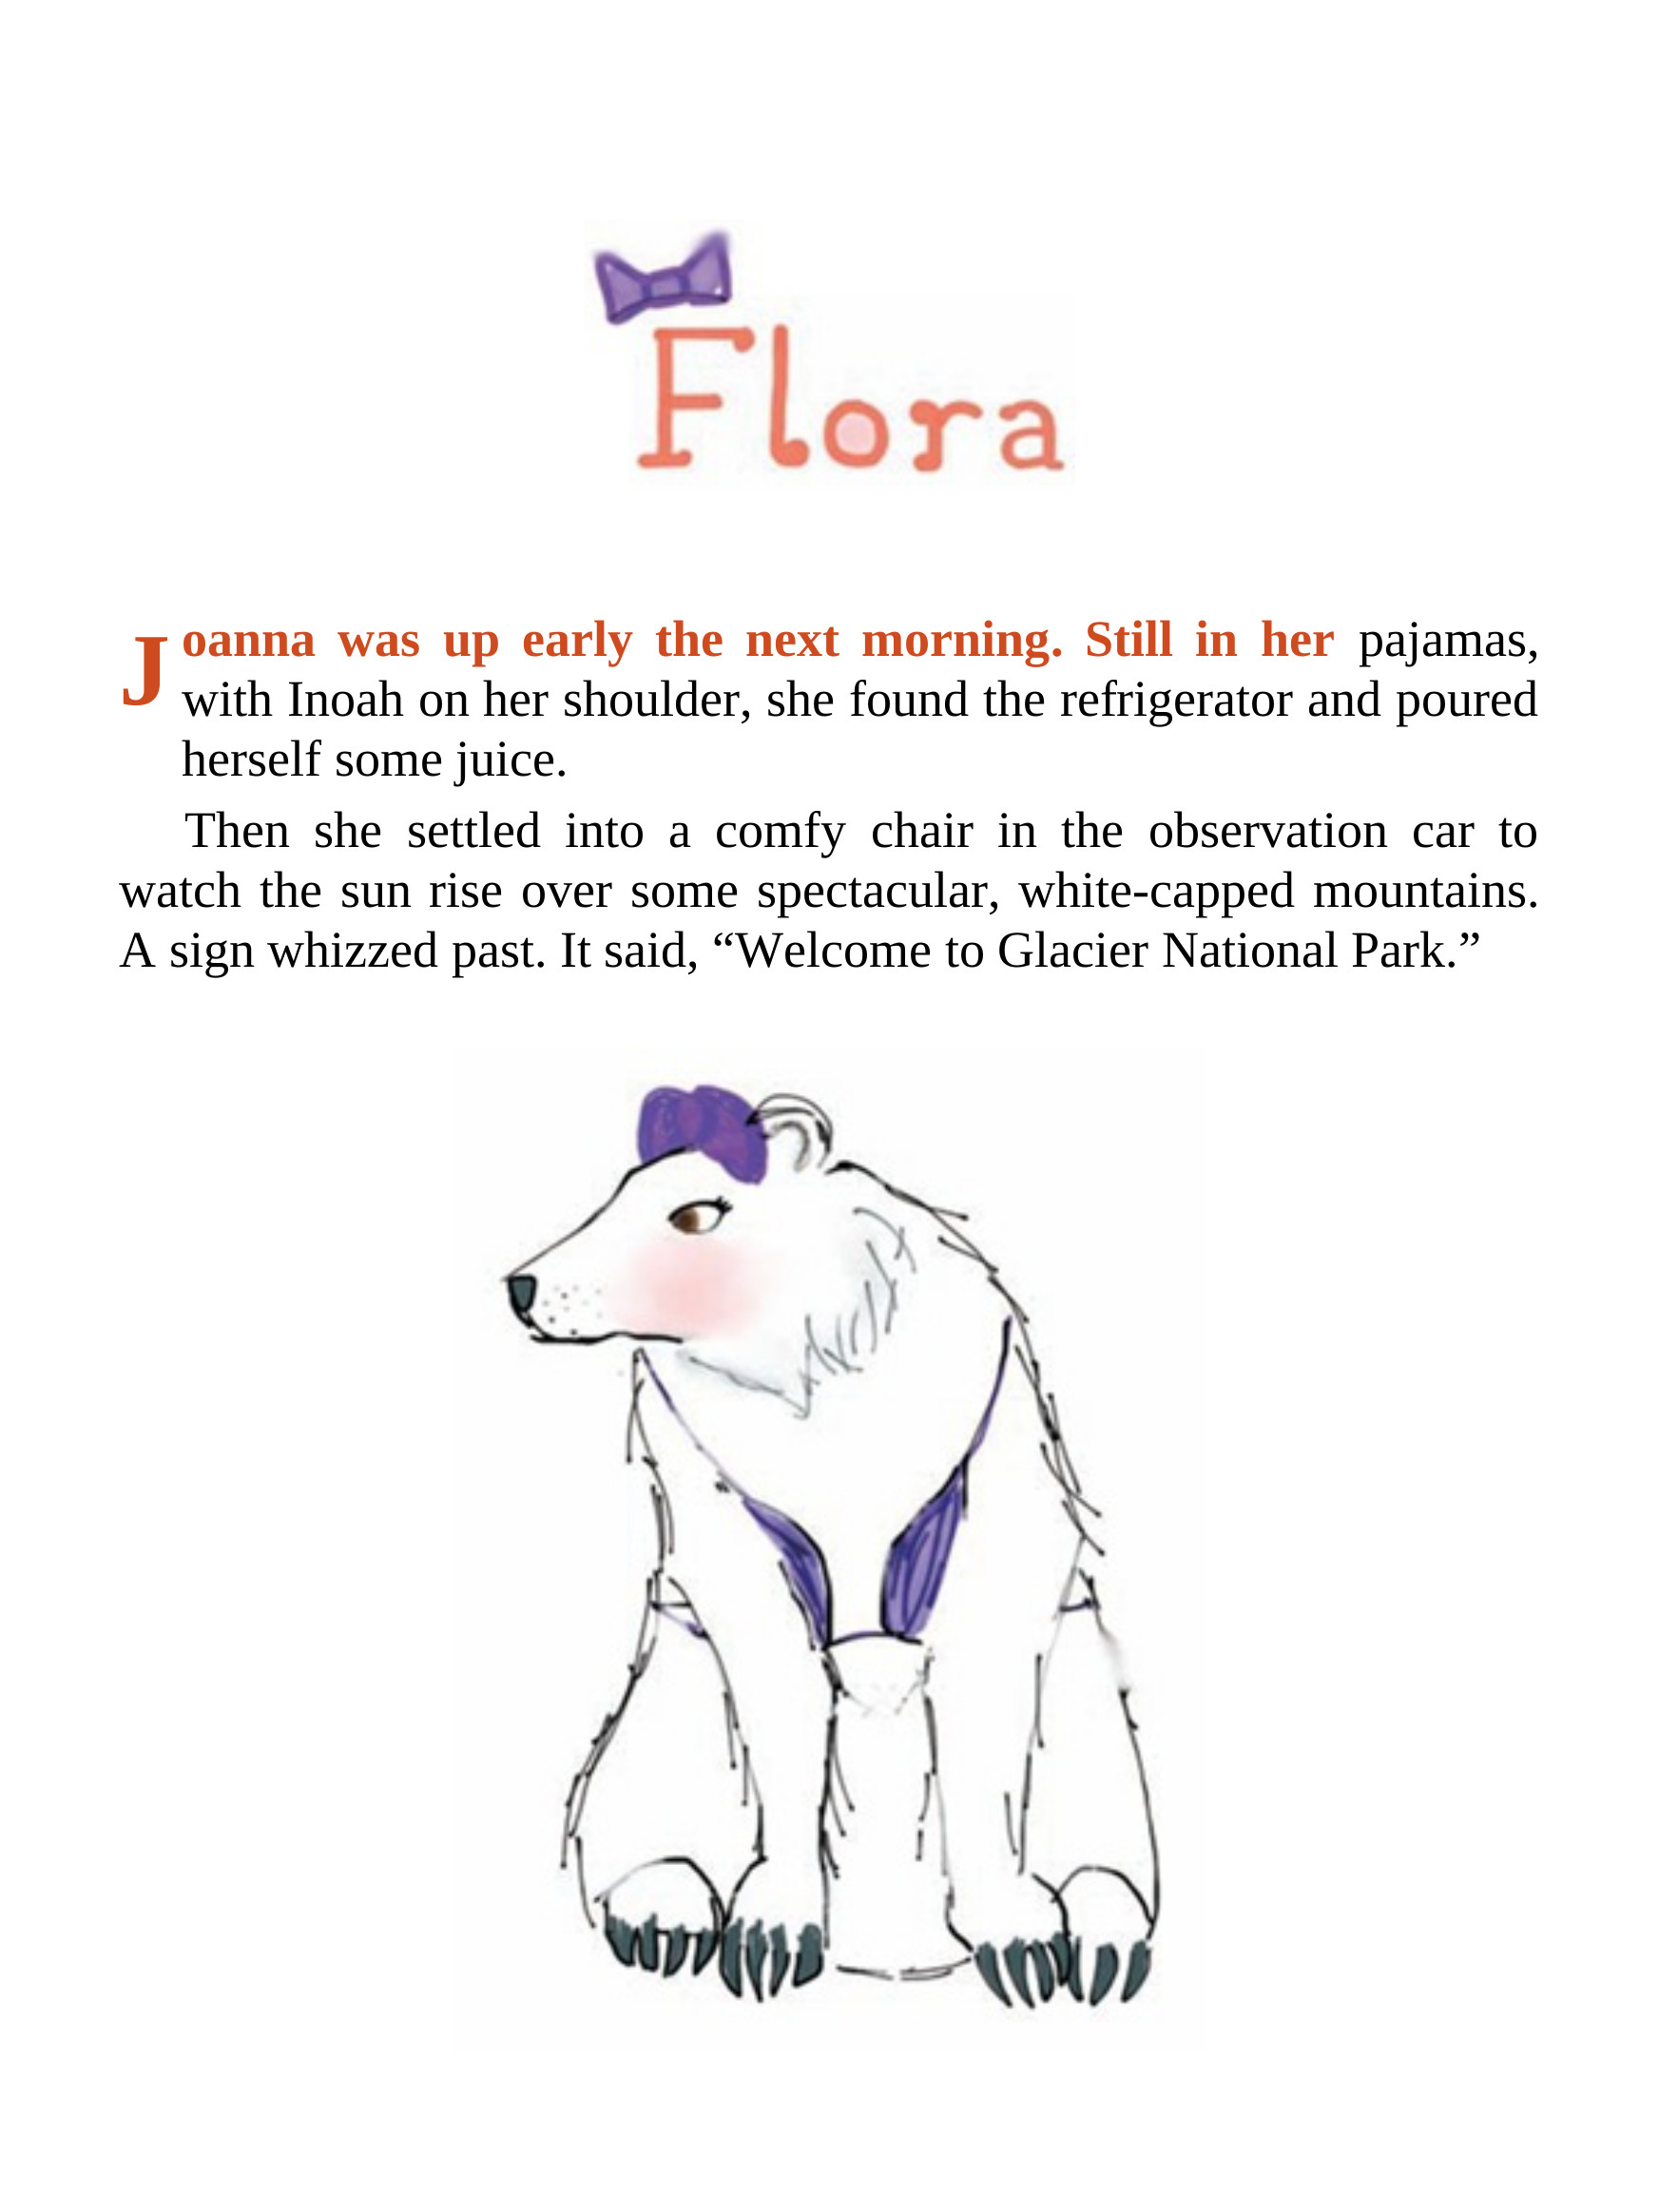 Flora
Joanna was up early the next morning. Still in her pajamas,
with Inoah on her shoulder, she found the refrigerator and poured
herself some juice.
Then she settled into a comfy chair in the observation car to
watch the sun rise over some spectacular, white-capped mountains.
A sign whizzed past. It said, “Welcome to Glacier National Park.”